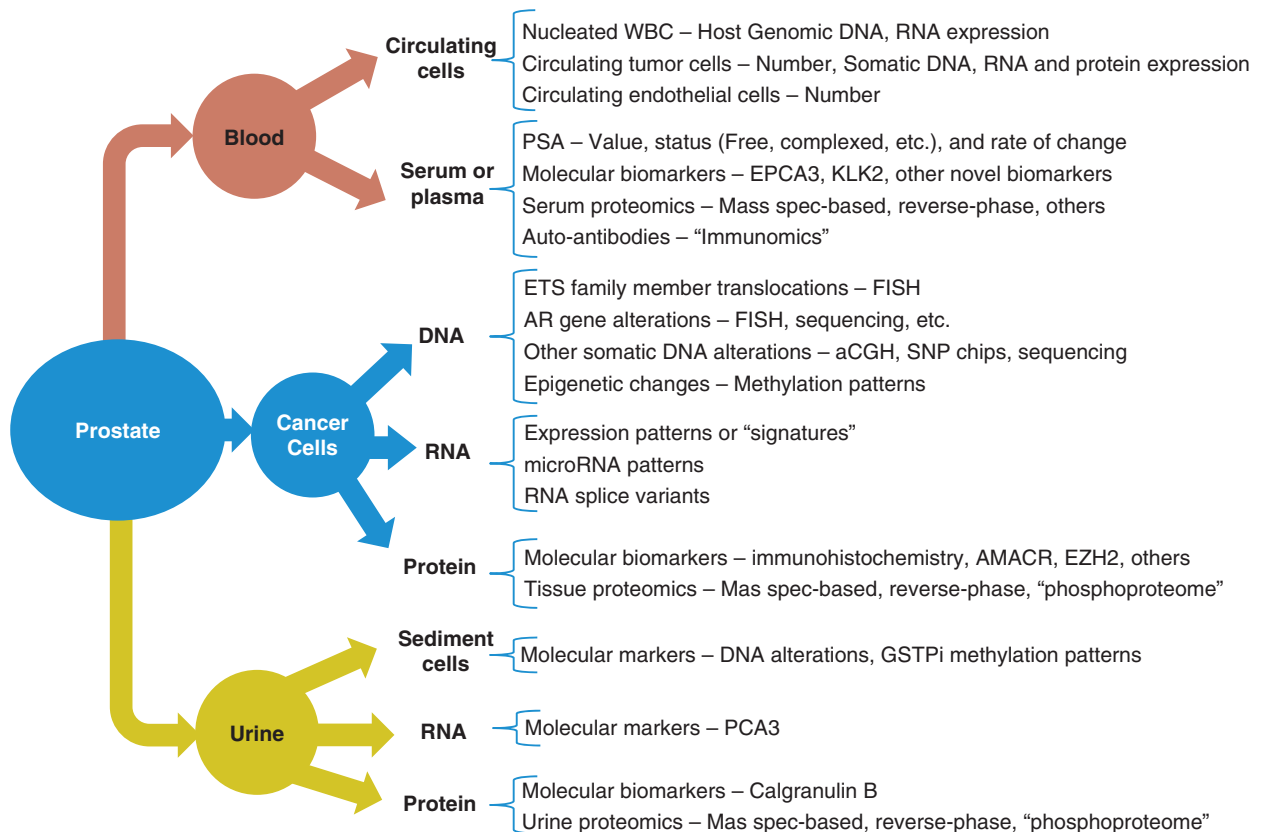 Prostate
Blood
Circulating
cells
Nucleated WBC – Host Genomic DNA, RNA expression
Circulating tumor cells – Number, Somatic DNA, RNA and protein expression
Circulating endothelial cells – Number
Serum or
plasma
PSA – Value, status (Free, complexed, etc.), and rate of change
Molecular biomarkers – EPCA3, KLK2, other novel biomarkers
Serum proteomics – Mass spec-based, reverse-phase, others
Auto-antibodies – “Immunomics”
Cancer
Cells
DNA
ETS family member translocations – FISH
AR gene alterations – FISH, sequencing, etc.
Other somatic DNA alterations – aCGH, SNP chips, sequencing
Epigenetic changes – Methylation patterns
RNA
Expression patterns or “signatures”
microRNA patterns
RNA splice variants
Protein
Molecular biomarkers – immunohistochemistry, AMACR, EZH2, others
Tissue proteomics – Mas spec-based, reverse-phase, “phosphoproteome”
Urine
Sediment
cells
Molecular markers – DNA alterations, GSTPi methylation patterns
RNA
Molecular markers – PCA3
Protein
Molecular biomarkers – Calgranulin B
Urine proteomics – Mas spec-based, reverse-phase, “phosphoproteome”